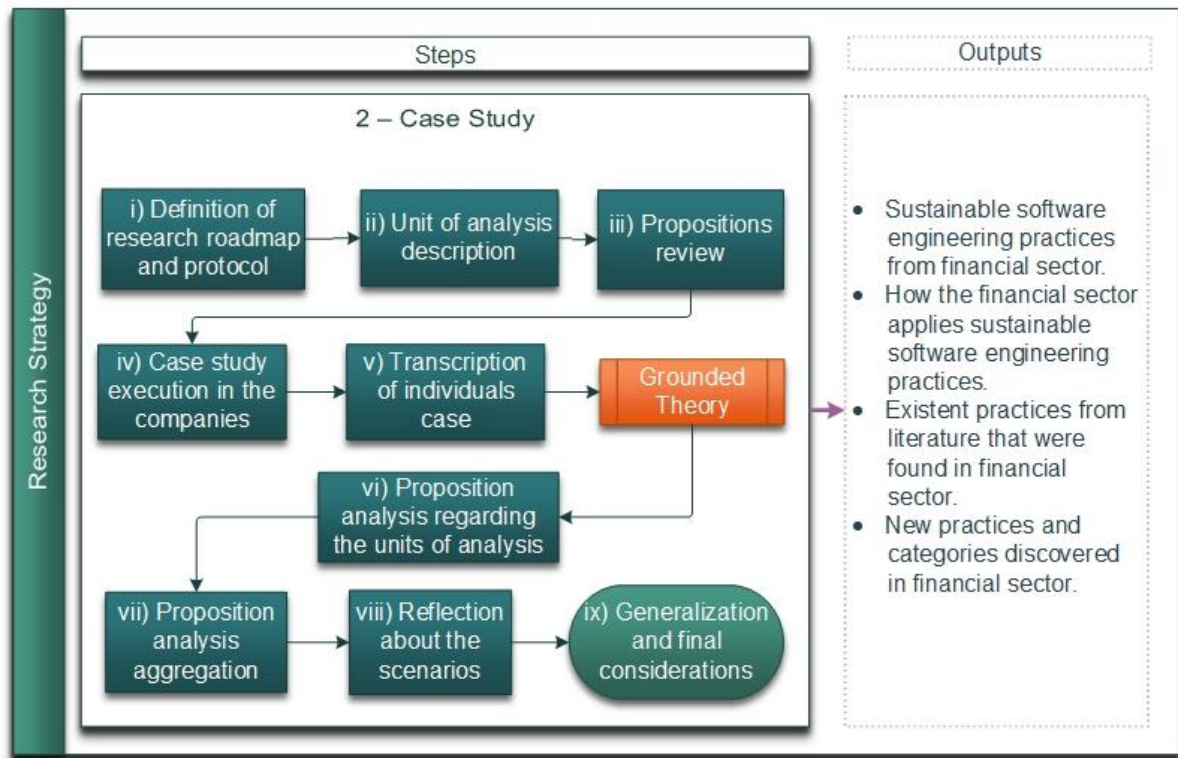 Research Strategy
Steps
Outputs
2 – Case Study
i) Definition of
research roadmap
and protocol
ii) Unit of analysis
description
iii) Propositions
review
iv) Case study
execution in the
companies
v) Transcription
of individuals
case
Grounded
Theory
vi) Proposition
analysis regarding
the units of analysis
vii) Proposition
analysis
aggregation
viii) Reflection
about the
scenarios
ix) Generalization
and final
considerations
• Sustainable software
engineering practices
from financial sector.
• How the financial sector
applies sustainable
software engineering
practices.
• Existent practices from
literature that were
found in financial
sector.
• New practices and
categories discovered
in financial sector.